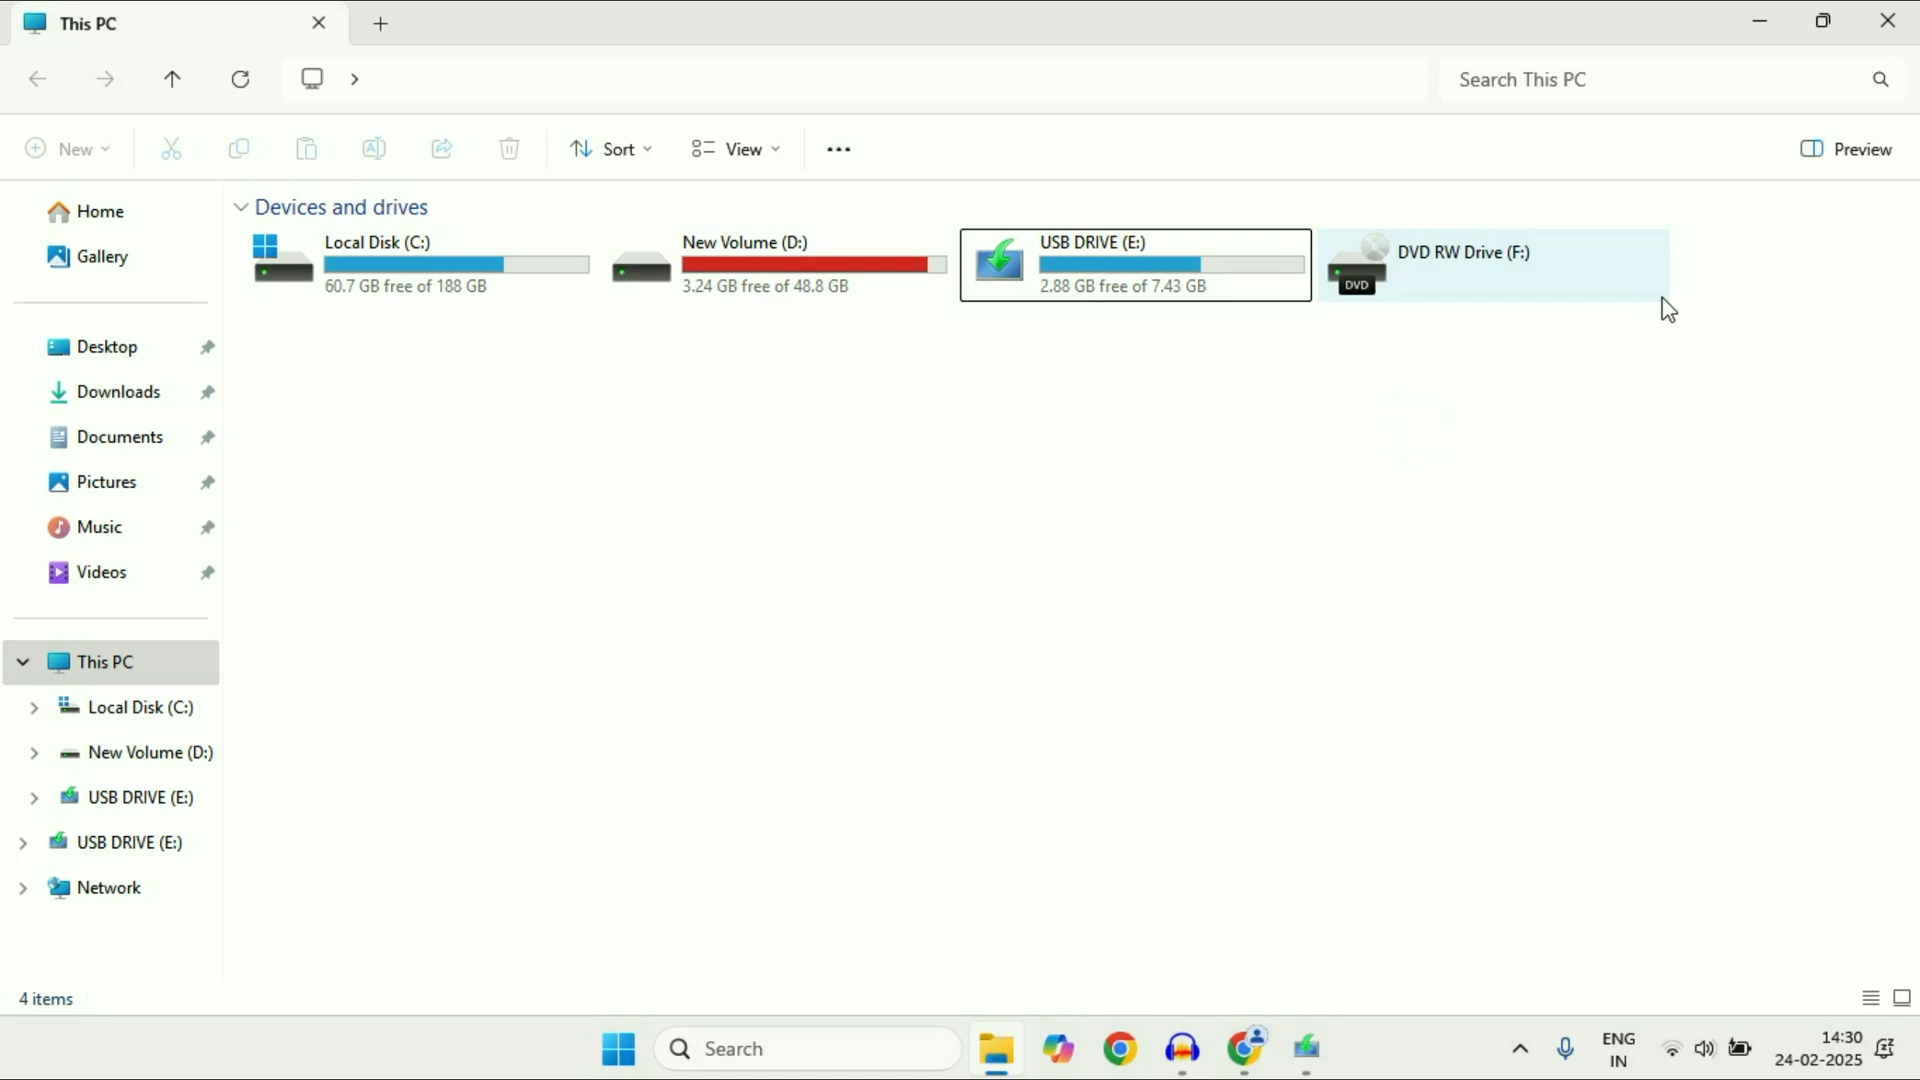 This PC
Search This PC
New
Sort
View
Preview
Home
Gallery
Desktop
Downloads
Documents
Pictures
Music
Videos
This PC
Local Disk (C:)
New Volume (D:)
USB DRIVE (E:)
USB DRIVE (E:)
Network
Devices and drives
Local Disk (C:)
60.7 GB free of 188 GB
New Volume (D:)
3.24 GB free of 48.8 GB
USB DRIVE (E:)
2.88 GB free of 7.43 GB
DVD RW Drive (F:)
DVD
4 items
Search
ENG
IN
14:30
24-02-2025